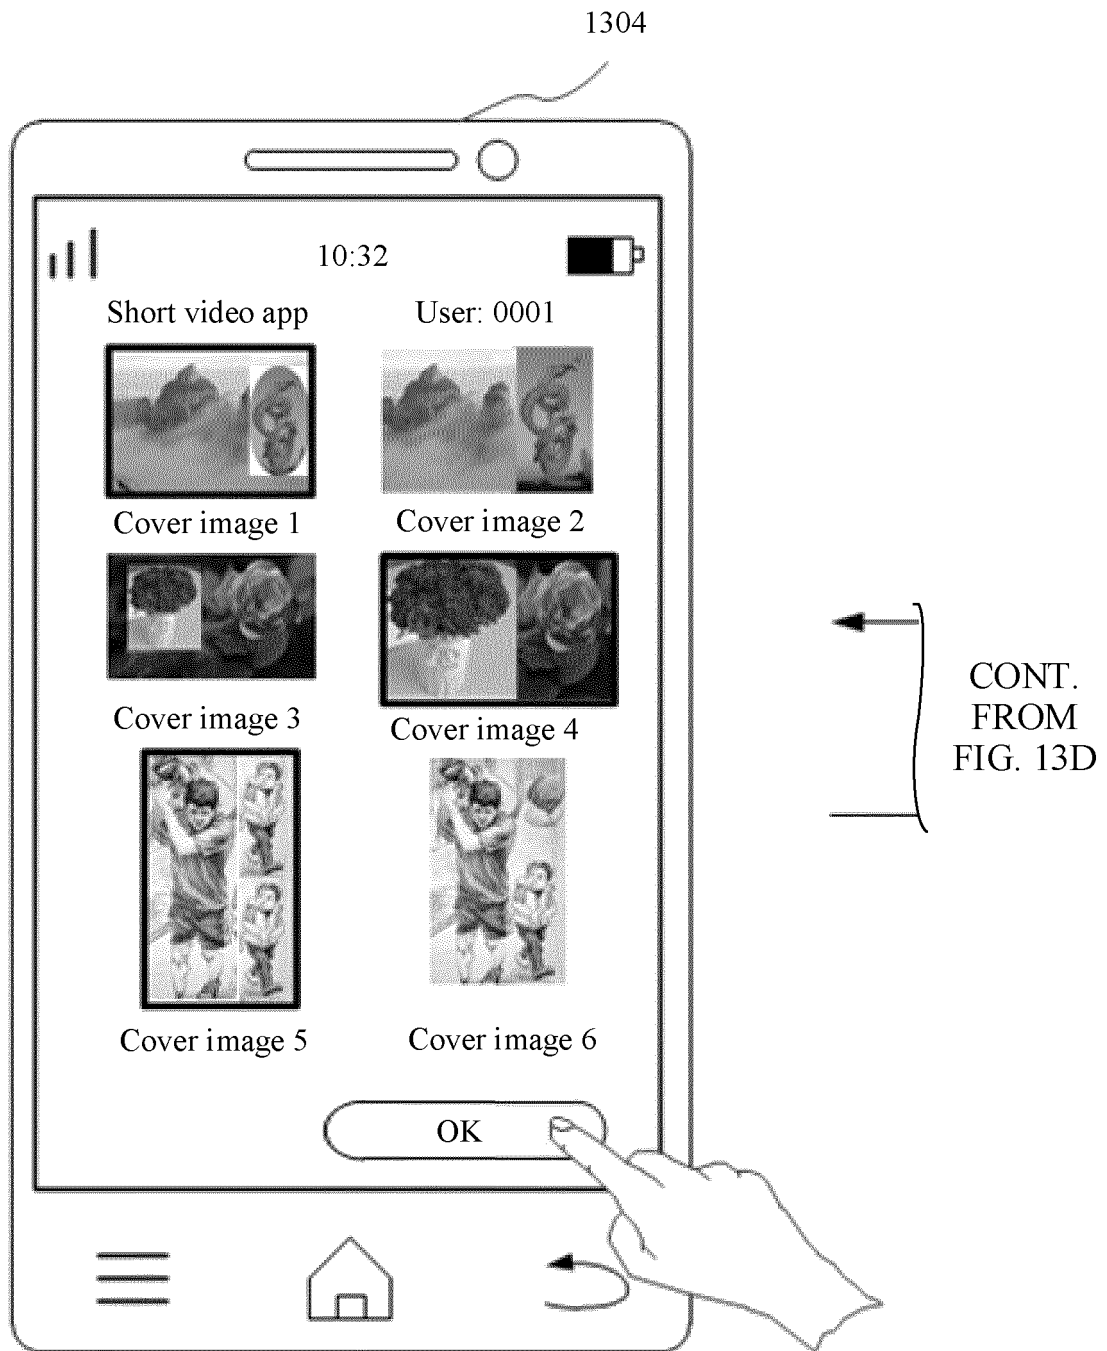 1304
10:32
Short video app
User: 0001
Cover image 1
Cover image 2
Cover image 3
Cover image 4
Cover image 5
Cover image 6
OK
CONT.
FROM
FIG. 13D